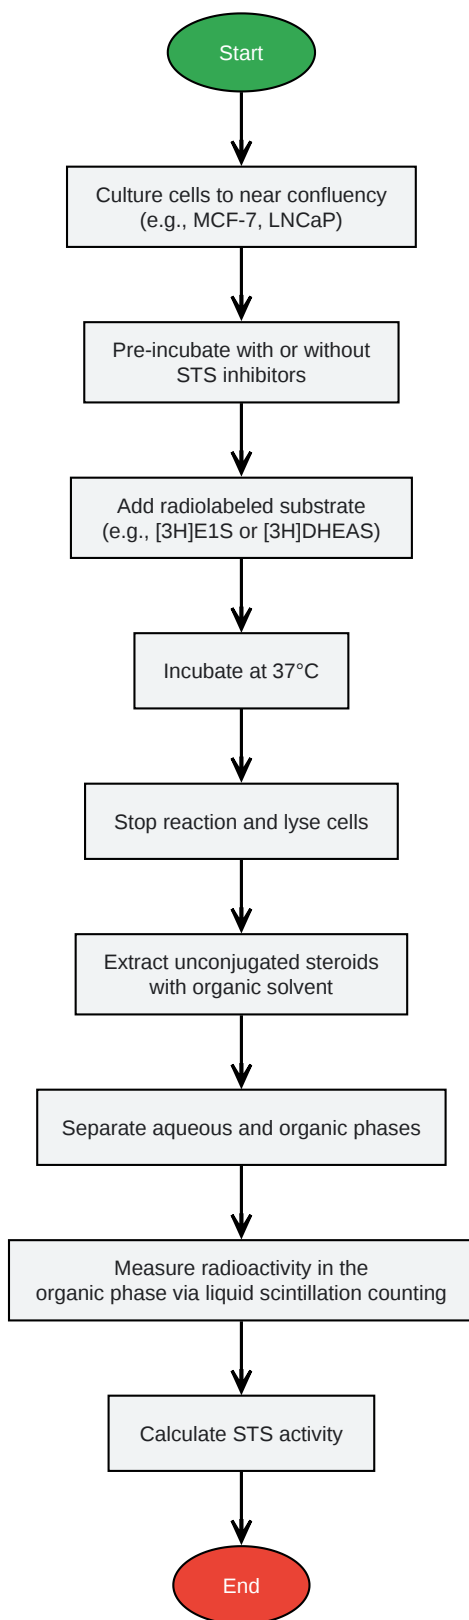 Start
Culture cells to near confluency
(e.g., MCF-7, LNCaP)
Pre-incubate with or without
STS inhibitors
Add radiolabeled substrate
(e.g., [3H]E1S or [3H]DHEAS)
Incubate at 37°C
Stop reaction and lyse cells
Extract unconjugated steroids
with organic solvent
Separate aqueous and organic phases
Measure radioactivity in the
organic phase via liquid scintillation counting
Calculate STS activity
End